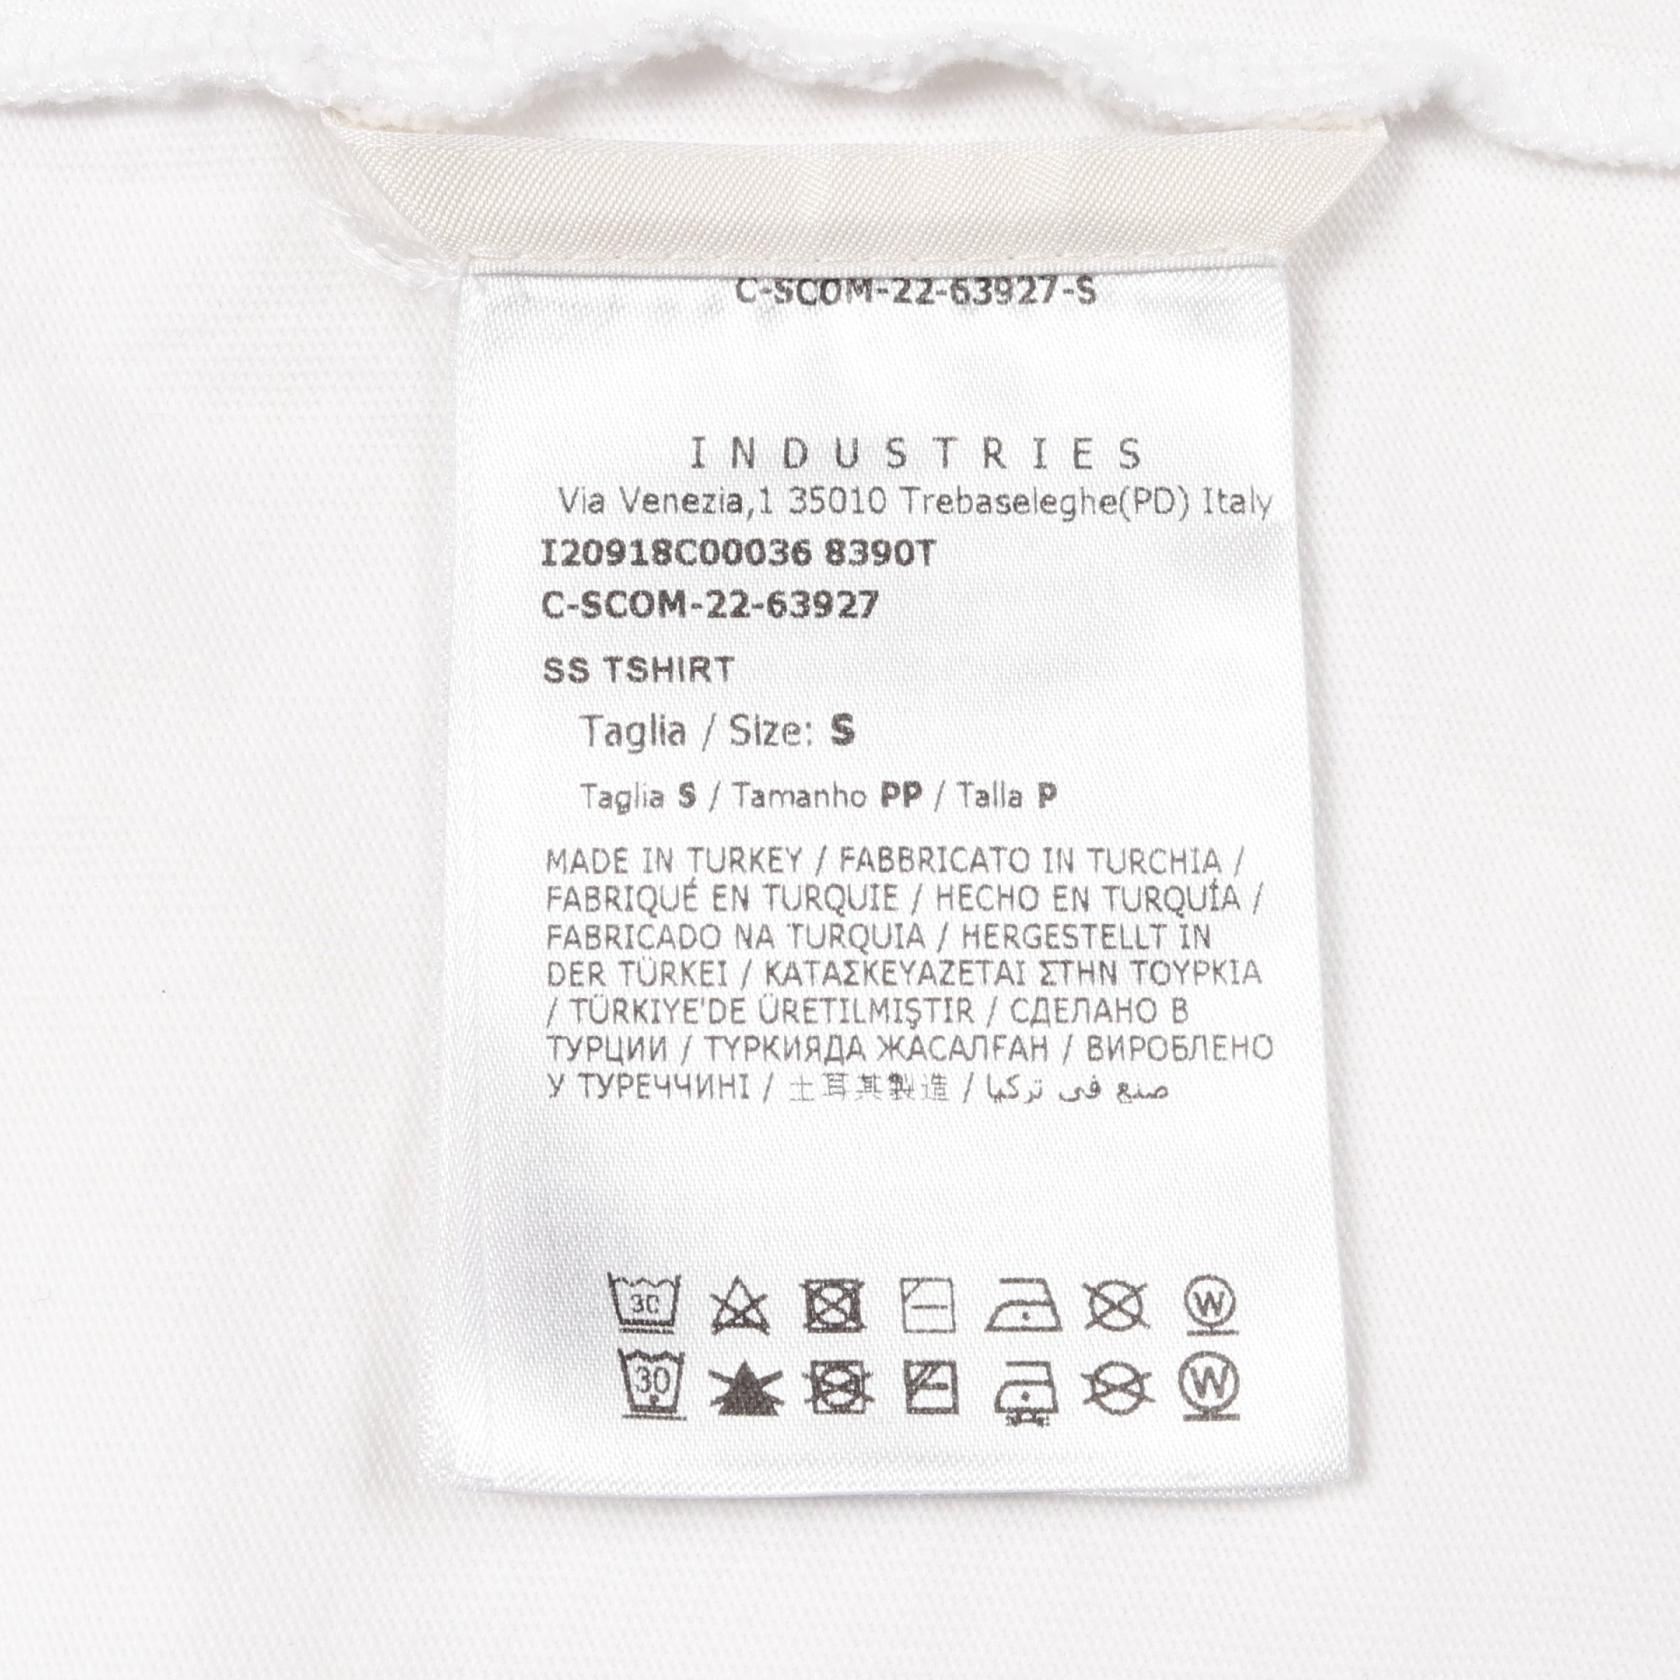 C-SCOM-22-63927-S
INDUSTRIES
Via Venezia,1 35010 Trebaseleghe(PD) Italy
I20918C00036 8390T
C-SCOM-22-63927
SS TSHIRT
Taglia / Size: S
Taglia S / Tamanho PP / Talla P
MADE IN TURKEY / FABBRICATO IN TURCHIA /
FABRIQUÉ EN TURQUIE / HECHO EN TURQUÍA /
FABRICADO NA TURQUIA / HERGESTELLT IN
DER TÜRKEI / ΚΑΤΑΣΚΕΥΑΖΕΤΑΙ ΣΤΗΝ ΤΟΥΡΚΙΑ
/ TÜRKIYE'DE ÜRETILMIŞTIR / СДЕЛАНО В
ТУРЦИИ / ТҮРКИЯДА ЖАСАЛҒАН / ВИРОБЛЕНО
У ТУРЕЧЧИНІ / 土耳其製造 / صنع فى تركيا
30 W
30 W